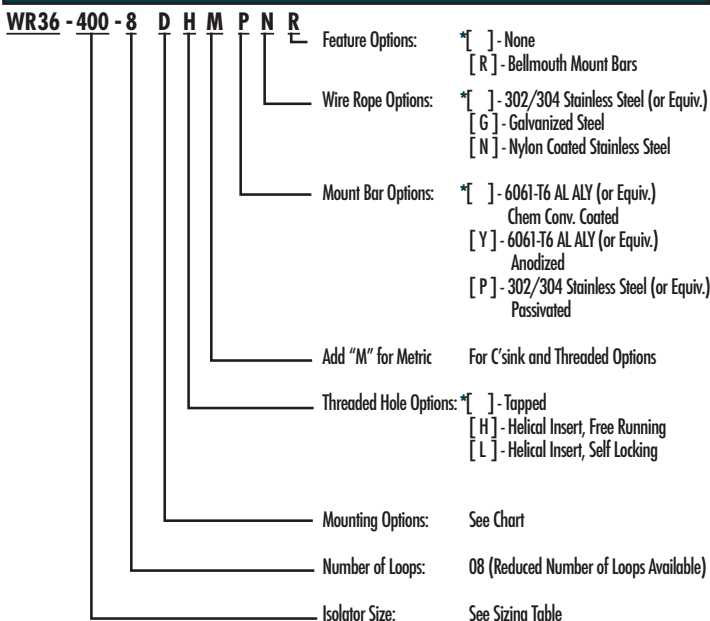 WR36 - 400 - 8 D H M P N R
Feature Options: *[ ] - None
[ R ] - Bellmouth Mount Bars
Wire Rope Options: *[ ] - 302/304 Stainless Steel (or Equiv.)
[ G ] - Galvanized Steel
[ N ] - Nylon Coated Stainless Steel
Mount Bar Options: *[ ] - 6061-T6 AL ALY (or Equiv.)
Chem Conv. Coated
[ Y ] - 6061-T6 AL ALY (or Equiv.)
Anodized
[ P ] - 302/304 Stainless Steel (or Equiv.)
Passivated
Add "M" for Metric For C'sink and Threaded Options
Threaded Hole Options: *[ ] - Tapped
[ H ] - Helical Insert, Free Running
[ L ] - Helical Insert, Self Locking
Mounting Options: See Chart
Number of Loops: 08 (Reduced Number of Loops Available)
Isolator Size: See Sizing Table